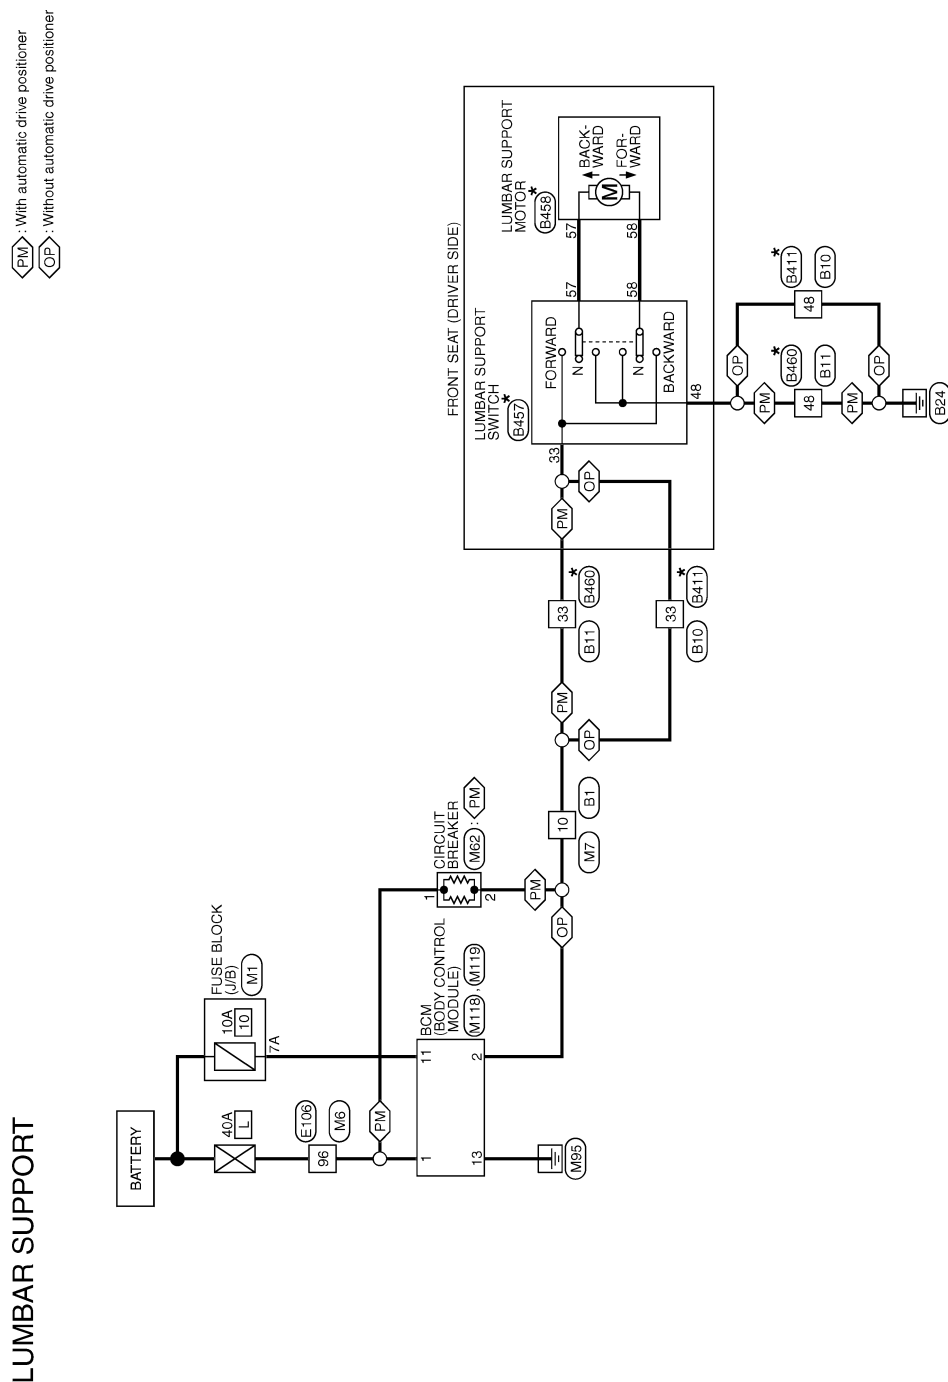 LUMBAR SUPPORT
PM : With automatic drive positioner
OP : Without automatic drive positioner
BATTERY
40A
L
E106
96
M6
PM
FUSE BLOCK
(J/B)
M1
10A
10
7A
BCM
(BODY CONTROL
MODULE)
M118 , M119
1
11
13
2
M95
CIRCUIT
BREAKER
M62 : PM
1
2
PM
OP
M7
10
B1
PM
OP
B11
33
B460 *
B10
33
B411 *
PM
OP
FRONT SEAT (DRIVER SIDE)
LUMBAR SUPPORT
SWITCH
B457 *
33
FORWARD
N
N
BACKWARD
48
57
58
LUMBAR SUPPORT
MOTOR
B458 *
57
58
M
BACK-
WARD
FOR-
WARD
OP
PM
48
B460 *
B11
48
B411 *
B10
OP
PM
B24